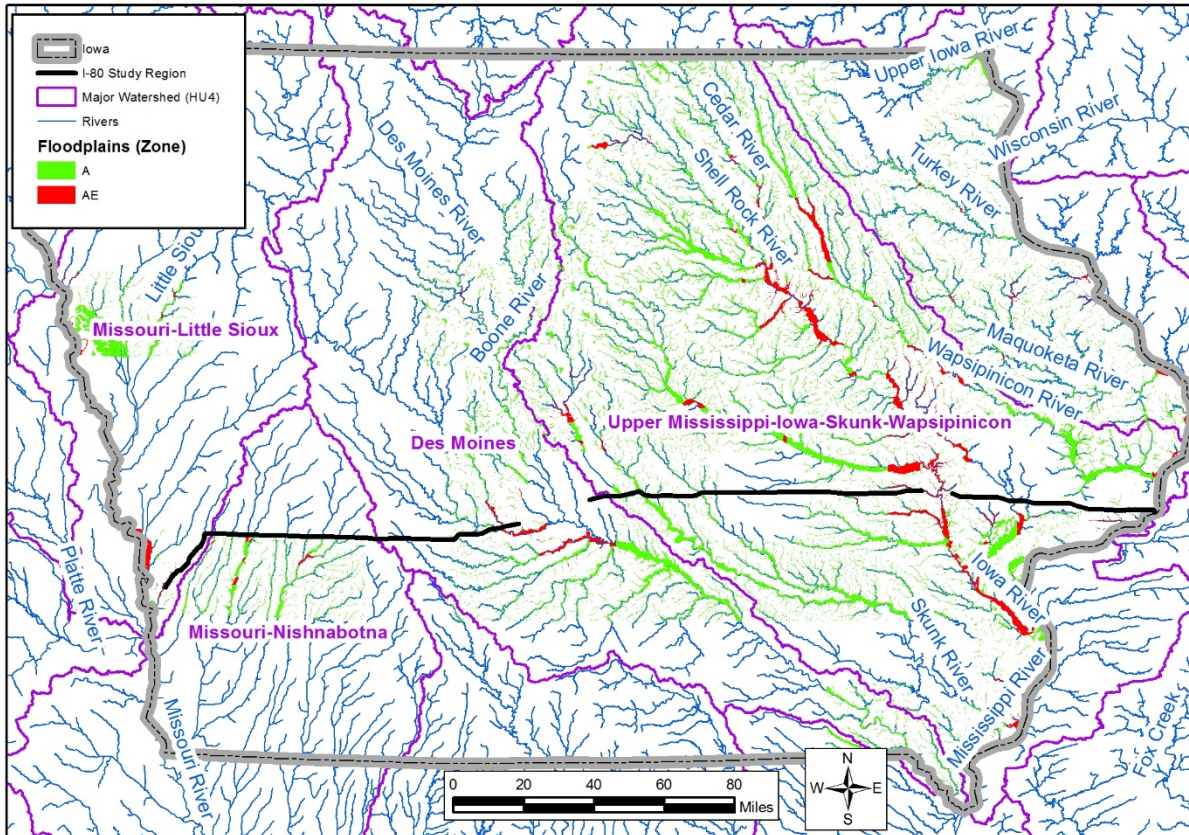 Iowa
I-80 Study Region
Major Watershed (HU4)
Rivers
Floodplains (Zone)
A
AE
Upper Iowa River
Cedar River
Wisconsin River
Des Moines River
Shell Rock River
Turkey River
Little Sioux
Missouri-Little Sioux
Boone River
Maquoketa River
Wapsipinicon River
Des Moines
Upper Mississippi-Iowa-Skunk-Wapsipinicon
Platte River
Iowa River
Missouri-Nishnabotna
Skunk River
Mississippi River
Missouri River
Fox Creek
0 20 40 60 80
Miles
N
W E
S